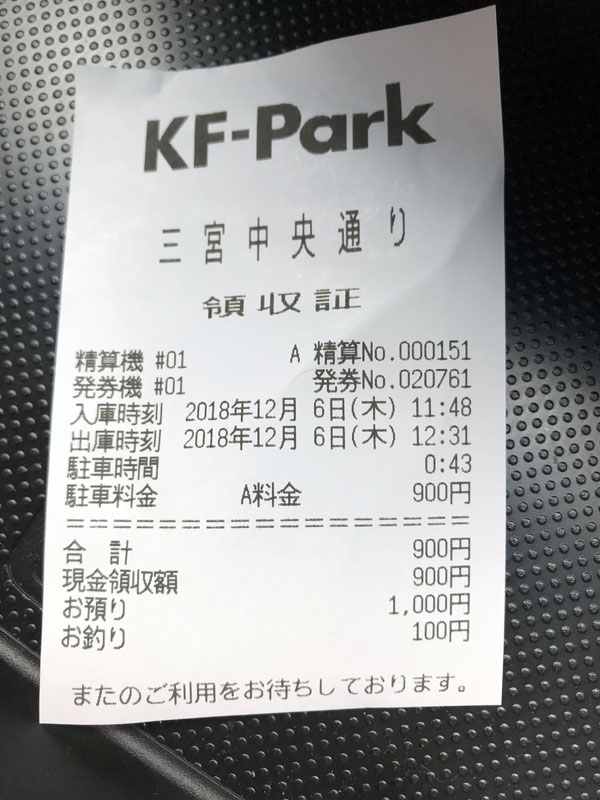 KF-Park
三宮中央通り
領収証
精算機 #01 A 精算No.000151
発券機 #01 発券No.020761
入庫時刻 2018年12月 6日(木) 11:48
出庫時刻 2018年12月 6日(木) 12:31
駐車時間 0:43
駐車料金 A料金 900円
====================
合 計 900円
現金領収額 900円
お預り 1,000円
お釣り 100円
またのご利用をお待ちしております。